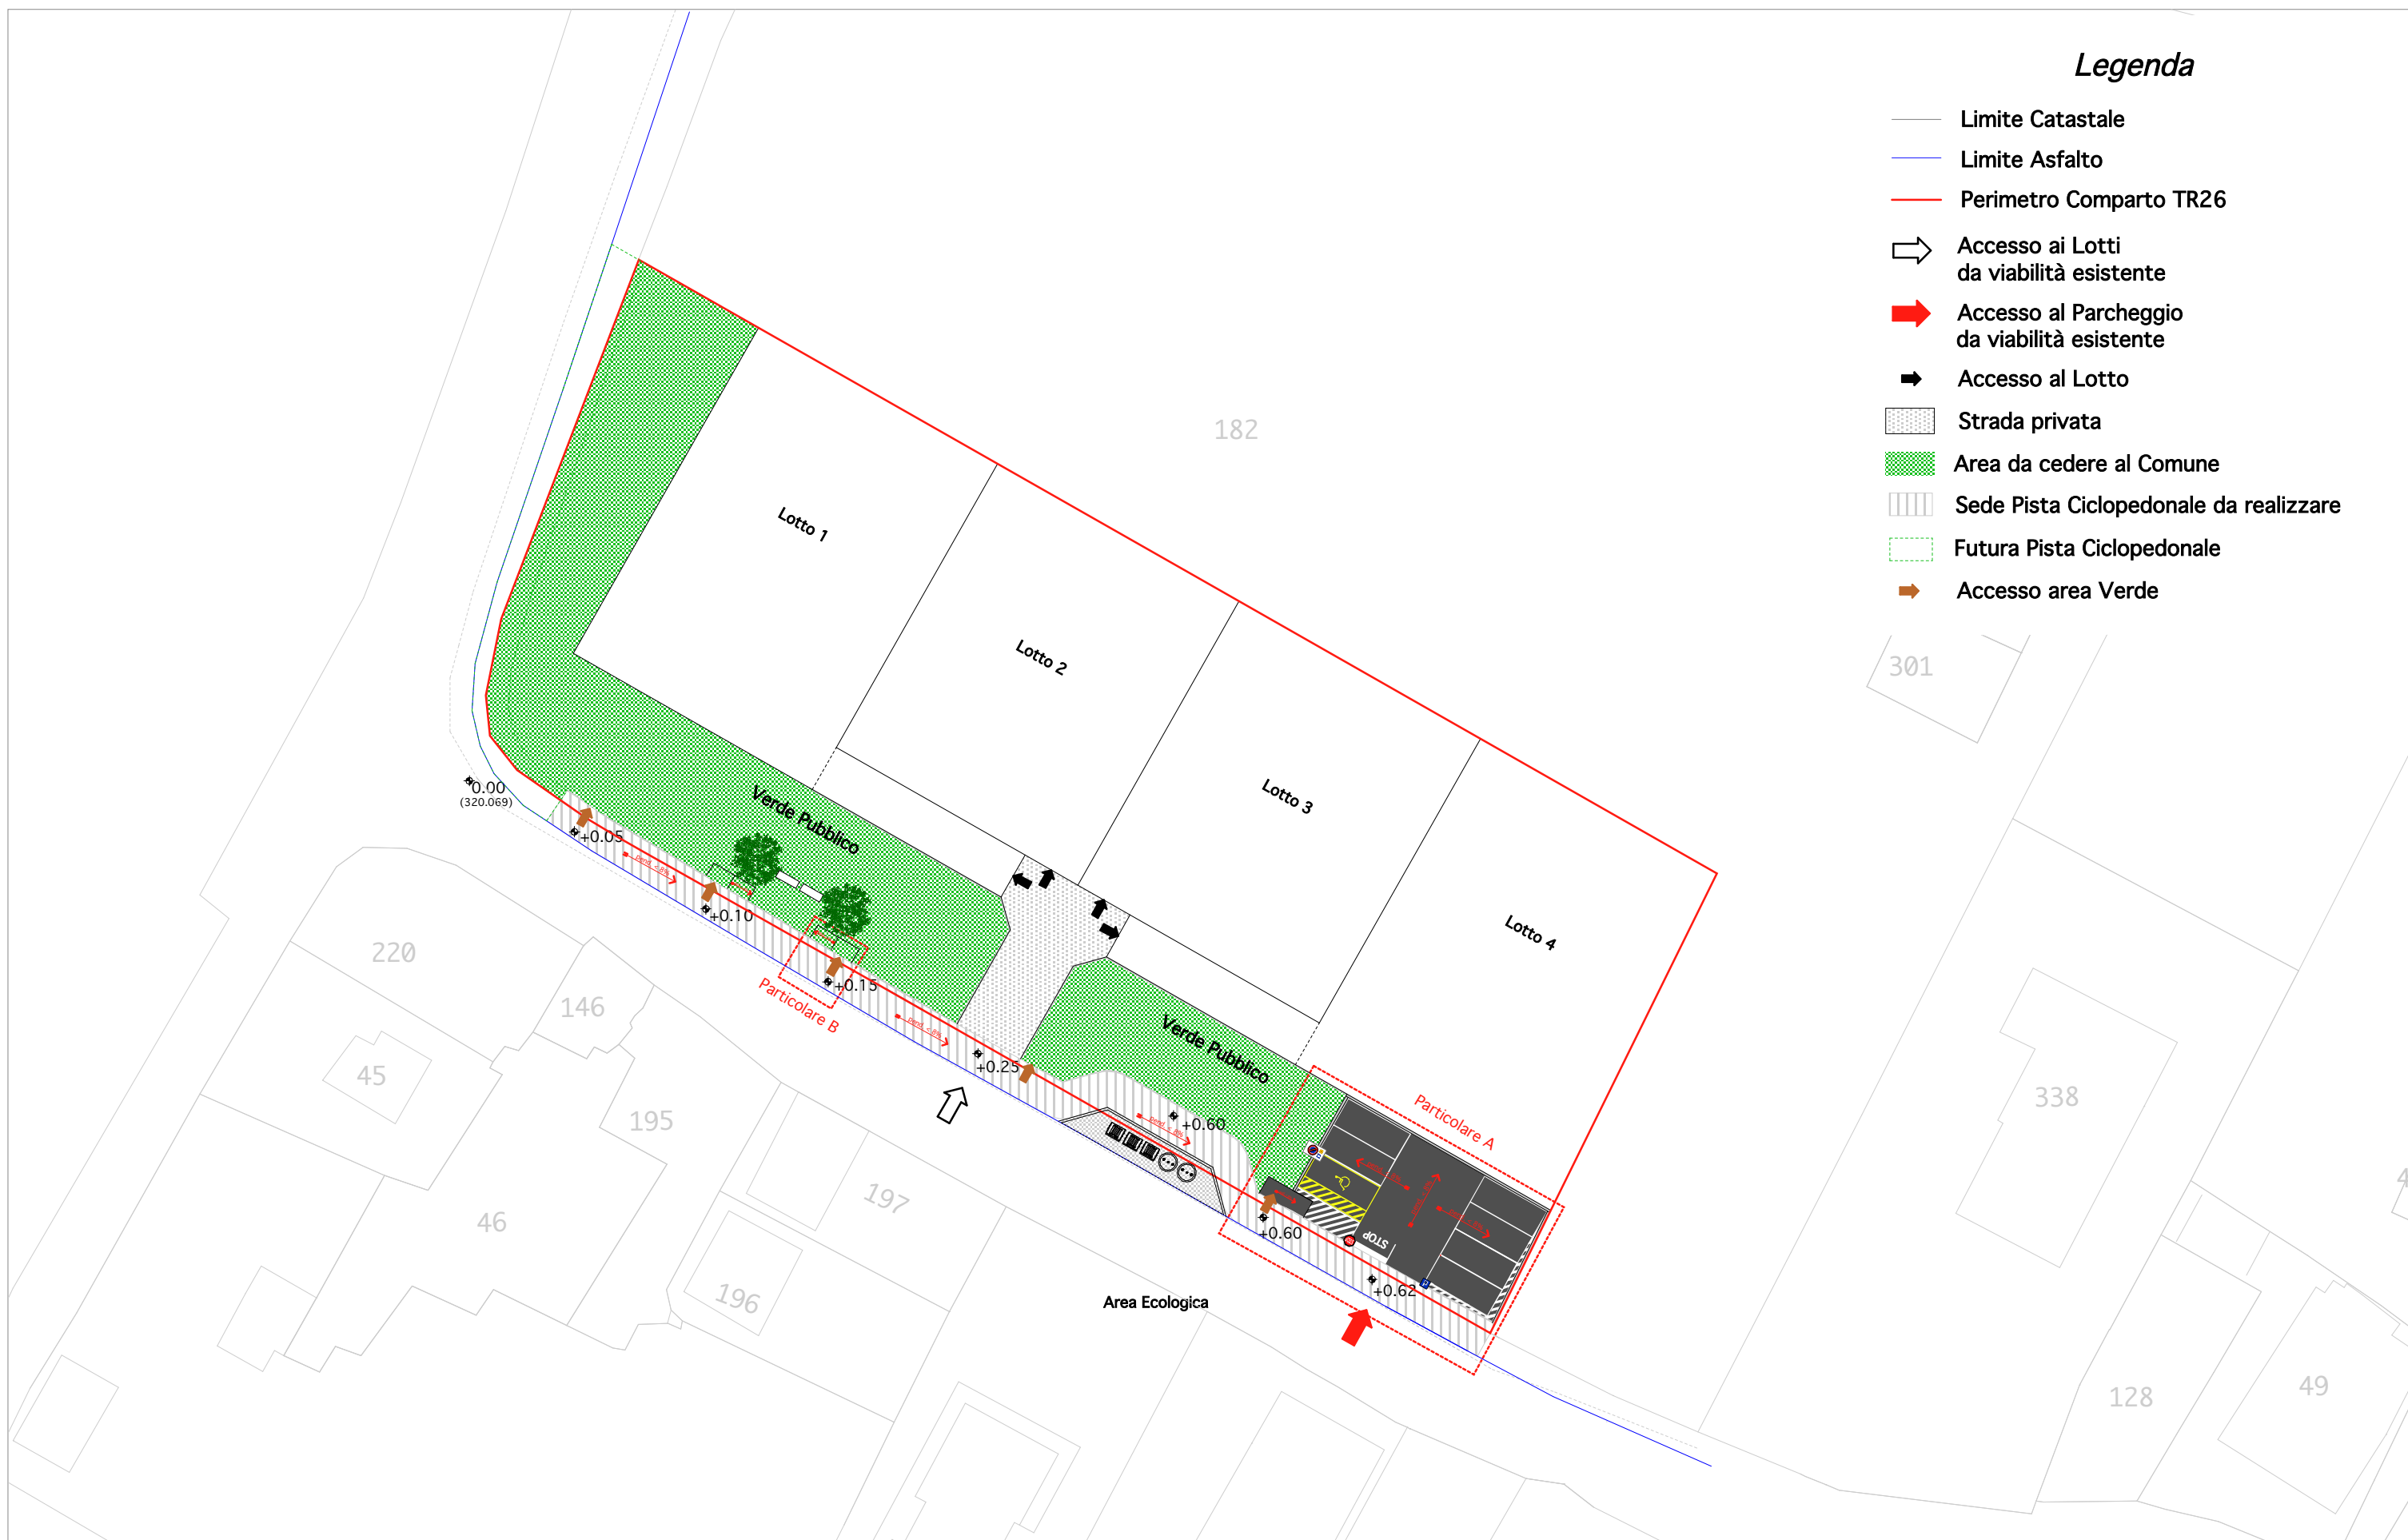 Legenda
Limite Catastale
Limite Asfalto
Perimetro Comparto TR26
Accesso ai Lotti
da viabilità esistente
Accesso al Parcheggio
da viabilità esistente
Accesso al Lotto
Strada privata
Area da cedere al Comune
Sede Pista Ciclopedonale da realizzare
Futura Pista Ciclopedonale
Accesso area Verde
182
301
Lotto 1
Lotto 2
Lotto 3
Lotto 4
0.00
(320.069)
+0.05
Verde Pubblico
+0.10
+0.15
Particolare B
+0.25
Verde Pubblico
+0.60
Particolare A
+0.60
STOP
+0.62
P
Area Ecologica
220
146
45
195
46
197
196
338
128
49